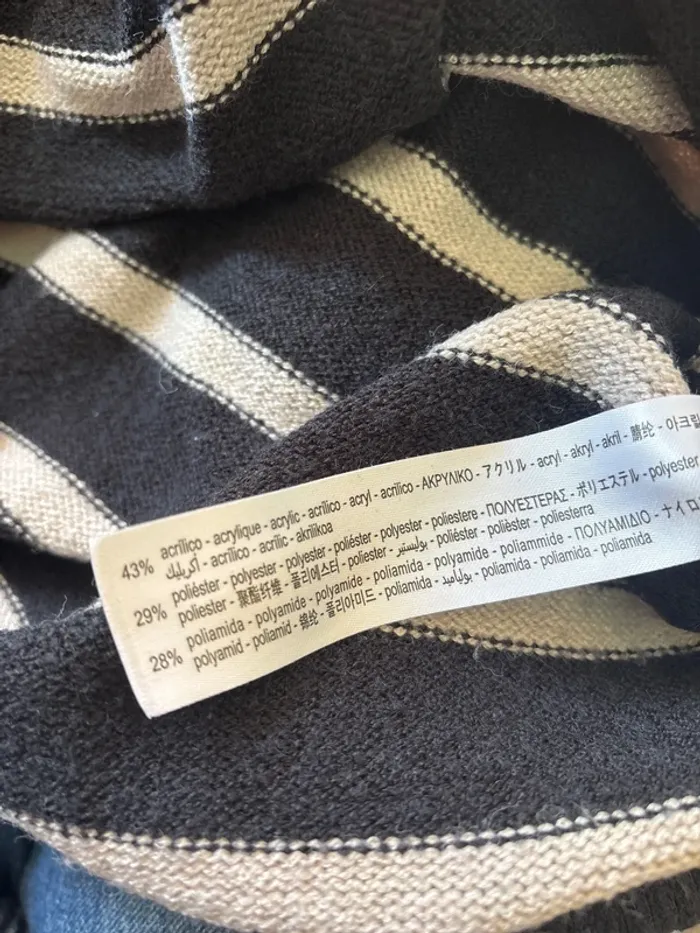 43% acrílico - acrylique - acrylic - acrílico - acryl - acrilico - ΑΚΡΥΛΙΚΟ - アクリル - acryl - akryl - akril - 腈纶 - 아크릴
أكريليك - acrílico - acrílic - akrilikoa
29% poliéster - polyester - polyester - poliéster - polyester - poliestere - ΠΟΛΥΕΣΤΕΡΑΣ - ポリエステル - polyester
poliester - 聚酯纤维 - 폴리에스터 - poliester - بوليستير - poliéster - polièster - poliesterra
28% poliamida - polyamide - polyamide - poliamida - polyamide - poliammide - ΠΟΛΥΑΜΙΔΙΟ - ナイロ
polyamid - poliamid - 锦纶 - 폴리아미드 - poliamida - بولياميد - poliamida - poliamida - poliamida